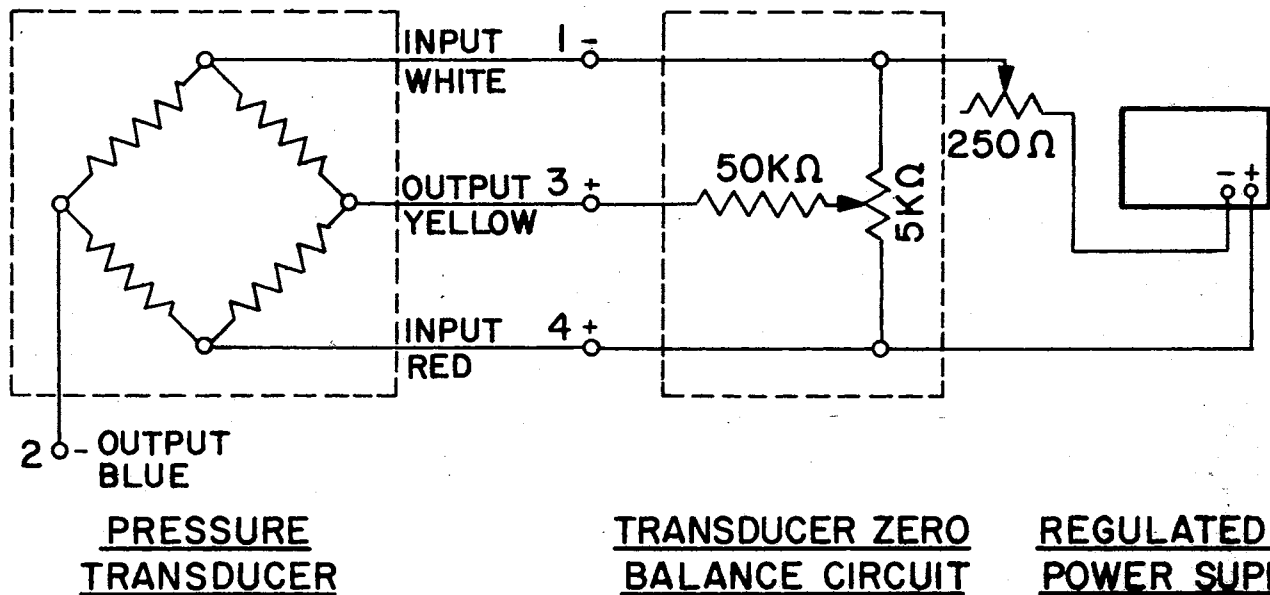 INPUT 1 -
WHITE
OUTPUT 3 +
YELLOW
INPUT 4 +
RED
2 - OUTPUT
BLUE
50KΩ
5KΩ
250Ω
- +
PRESSURE
TRANSDUCER
TRANSDUCER ZERO
BALANCE CIRCUIT
REGULATED
POWER